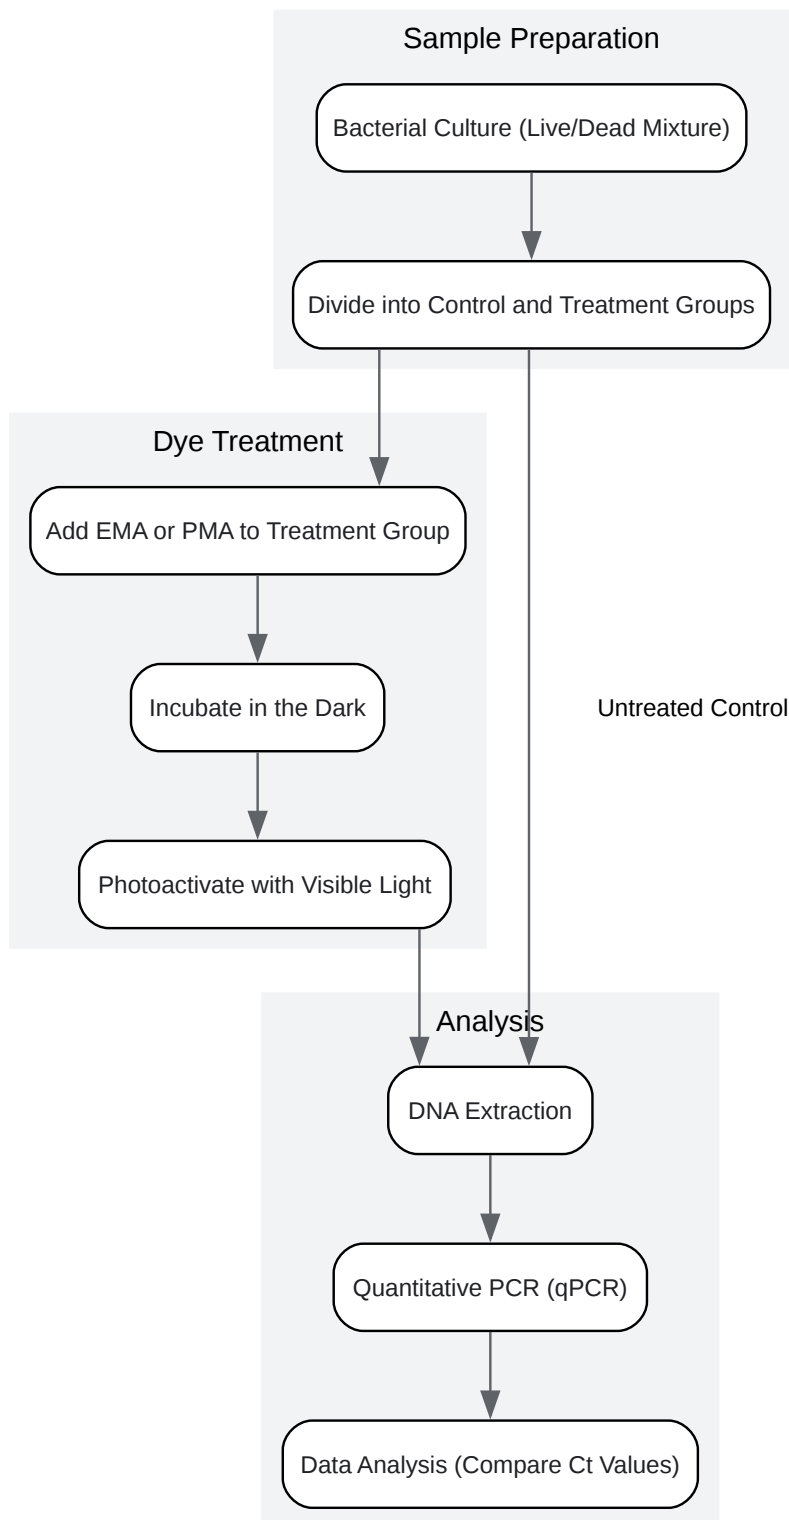 Sample Preparation
Bacterial Culture (Live/Dead Mixture)
Divide into Control and Treatment Groups
Dye Treatment
Add EMA or PMA to Treatment Group
Incubate in the Dark
Untreated Control
Photoactivate with Visible Light
Analysis
DNA Extraction
Quantitative PCR (qPCR)
Data Analysis (Compare Ct Values)